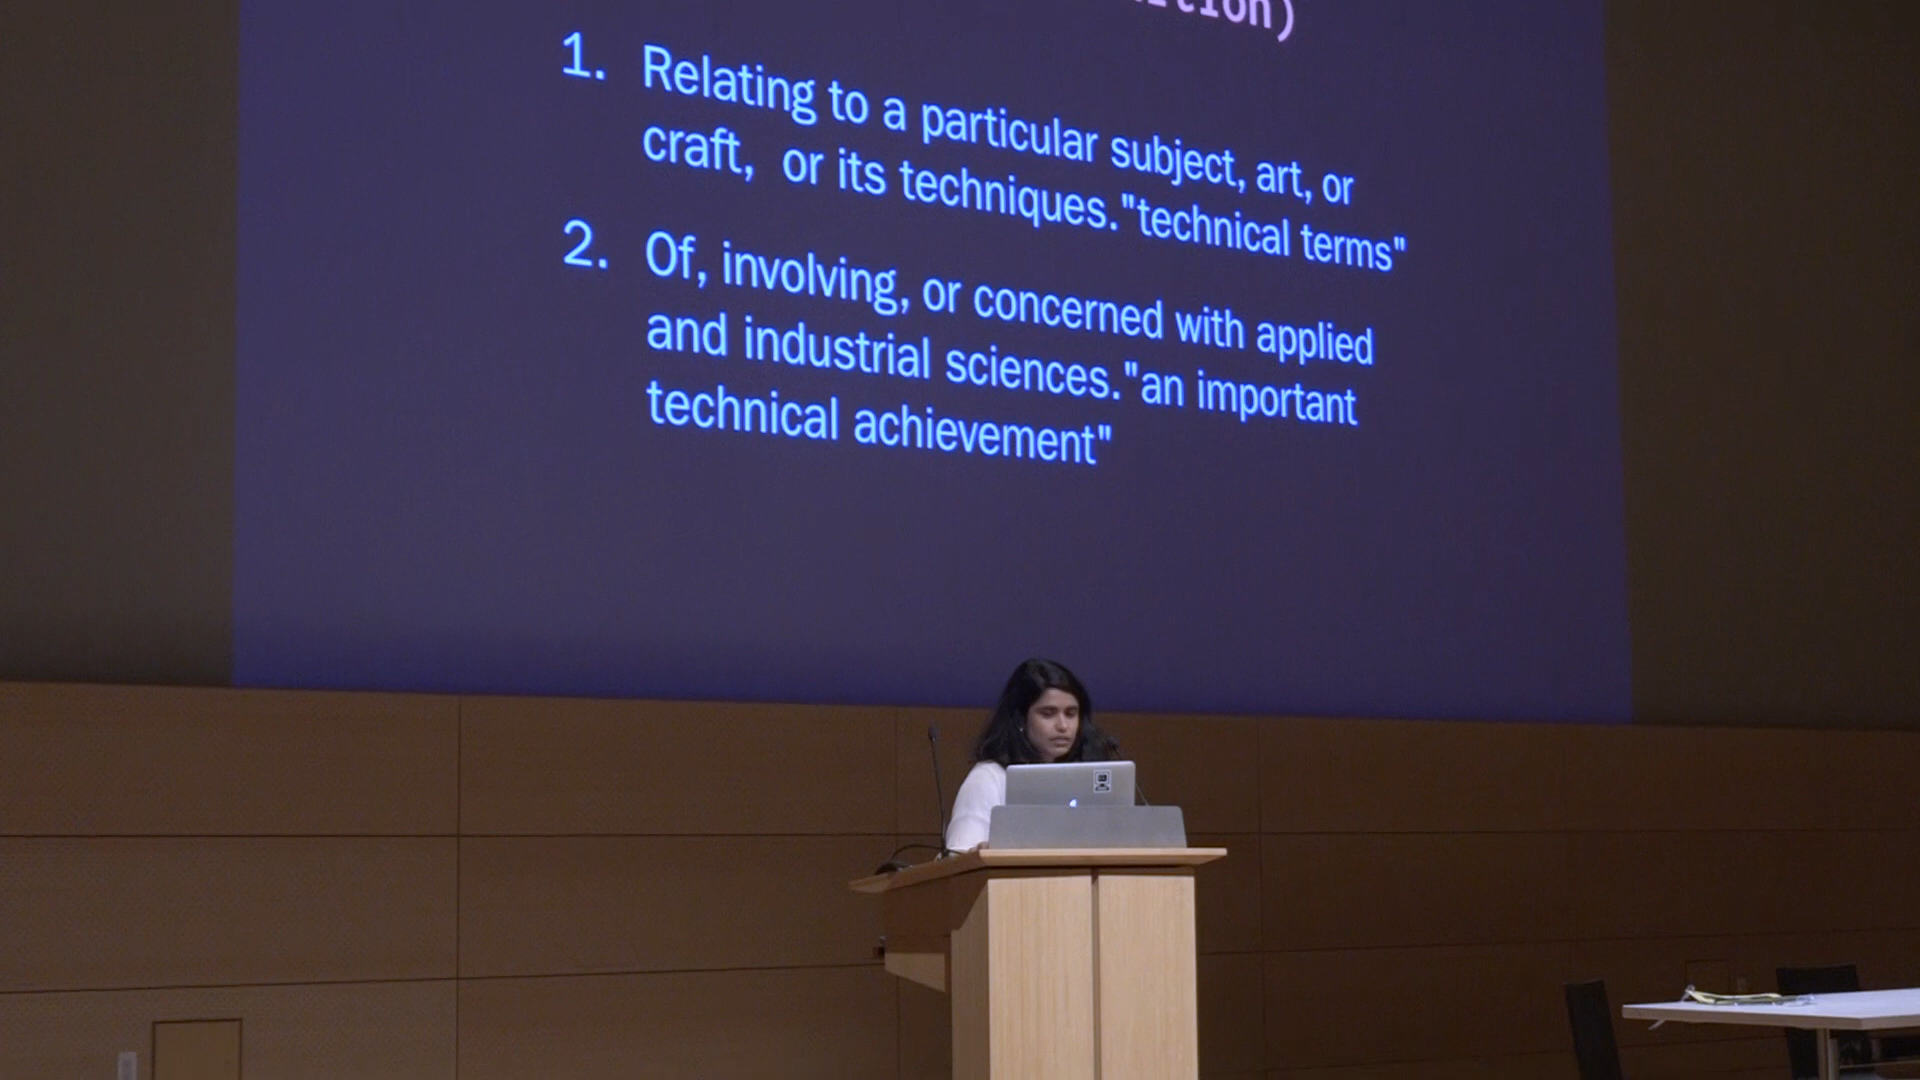 1. Relating to a particular subject, art, or
craft, or its techniques."technical terms"
2. Of, involving, or concerned with applied
and industrial sciences."an important
technical achievement"